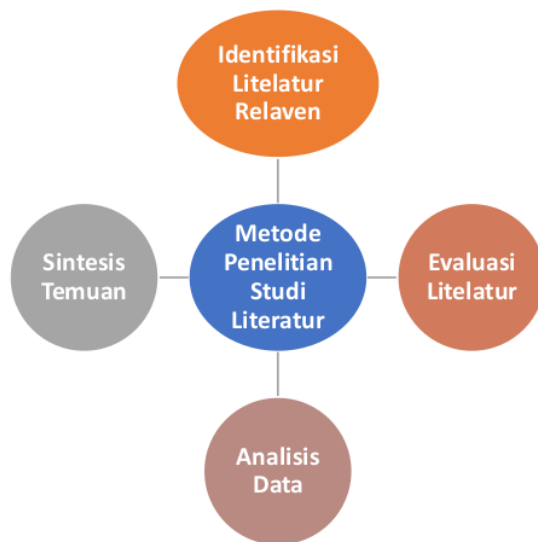 Identifikasi
Litelatur
Relaven
Metode
Penelitian
Studi
Literatur
Sintesis
Temuan
Evaluasi
Litelatur
Analisis
Data